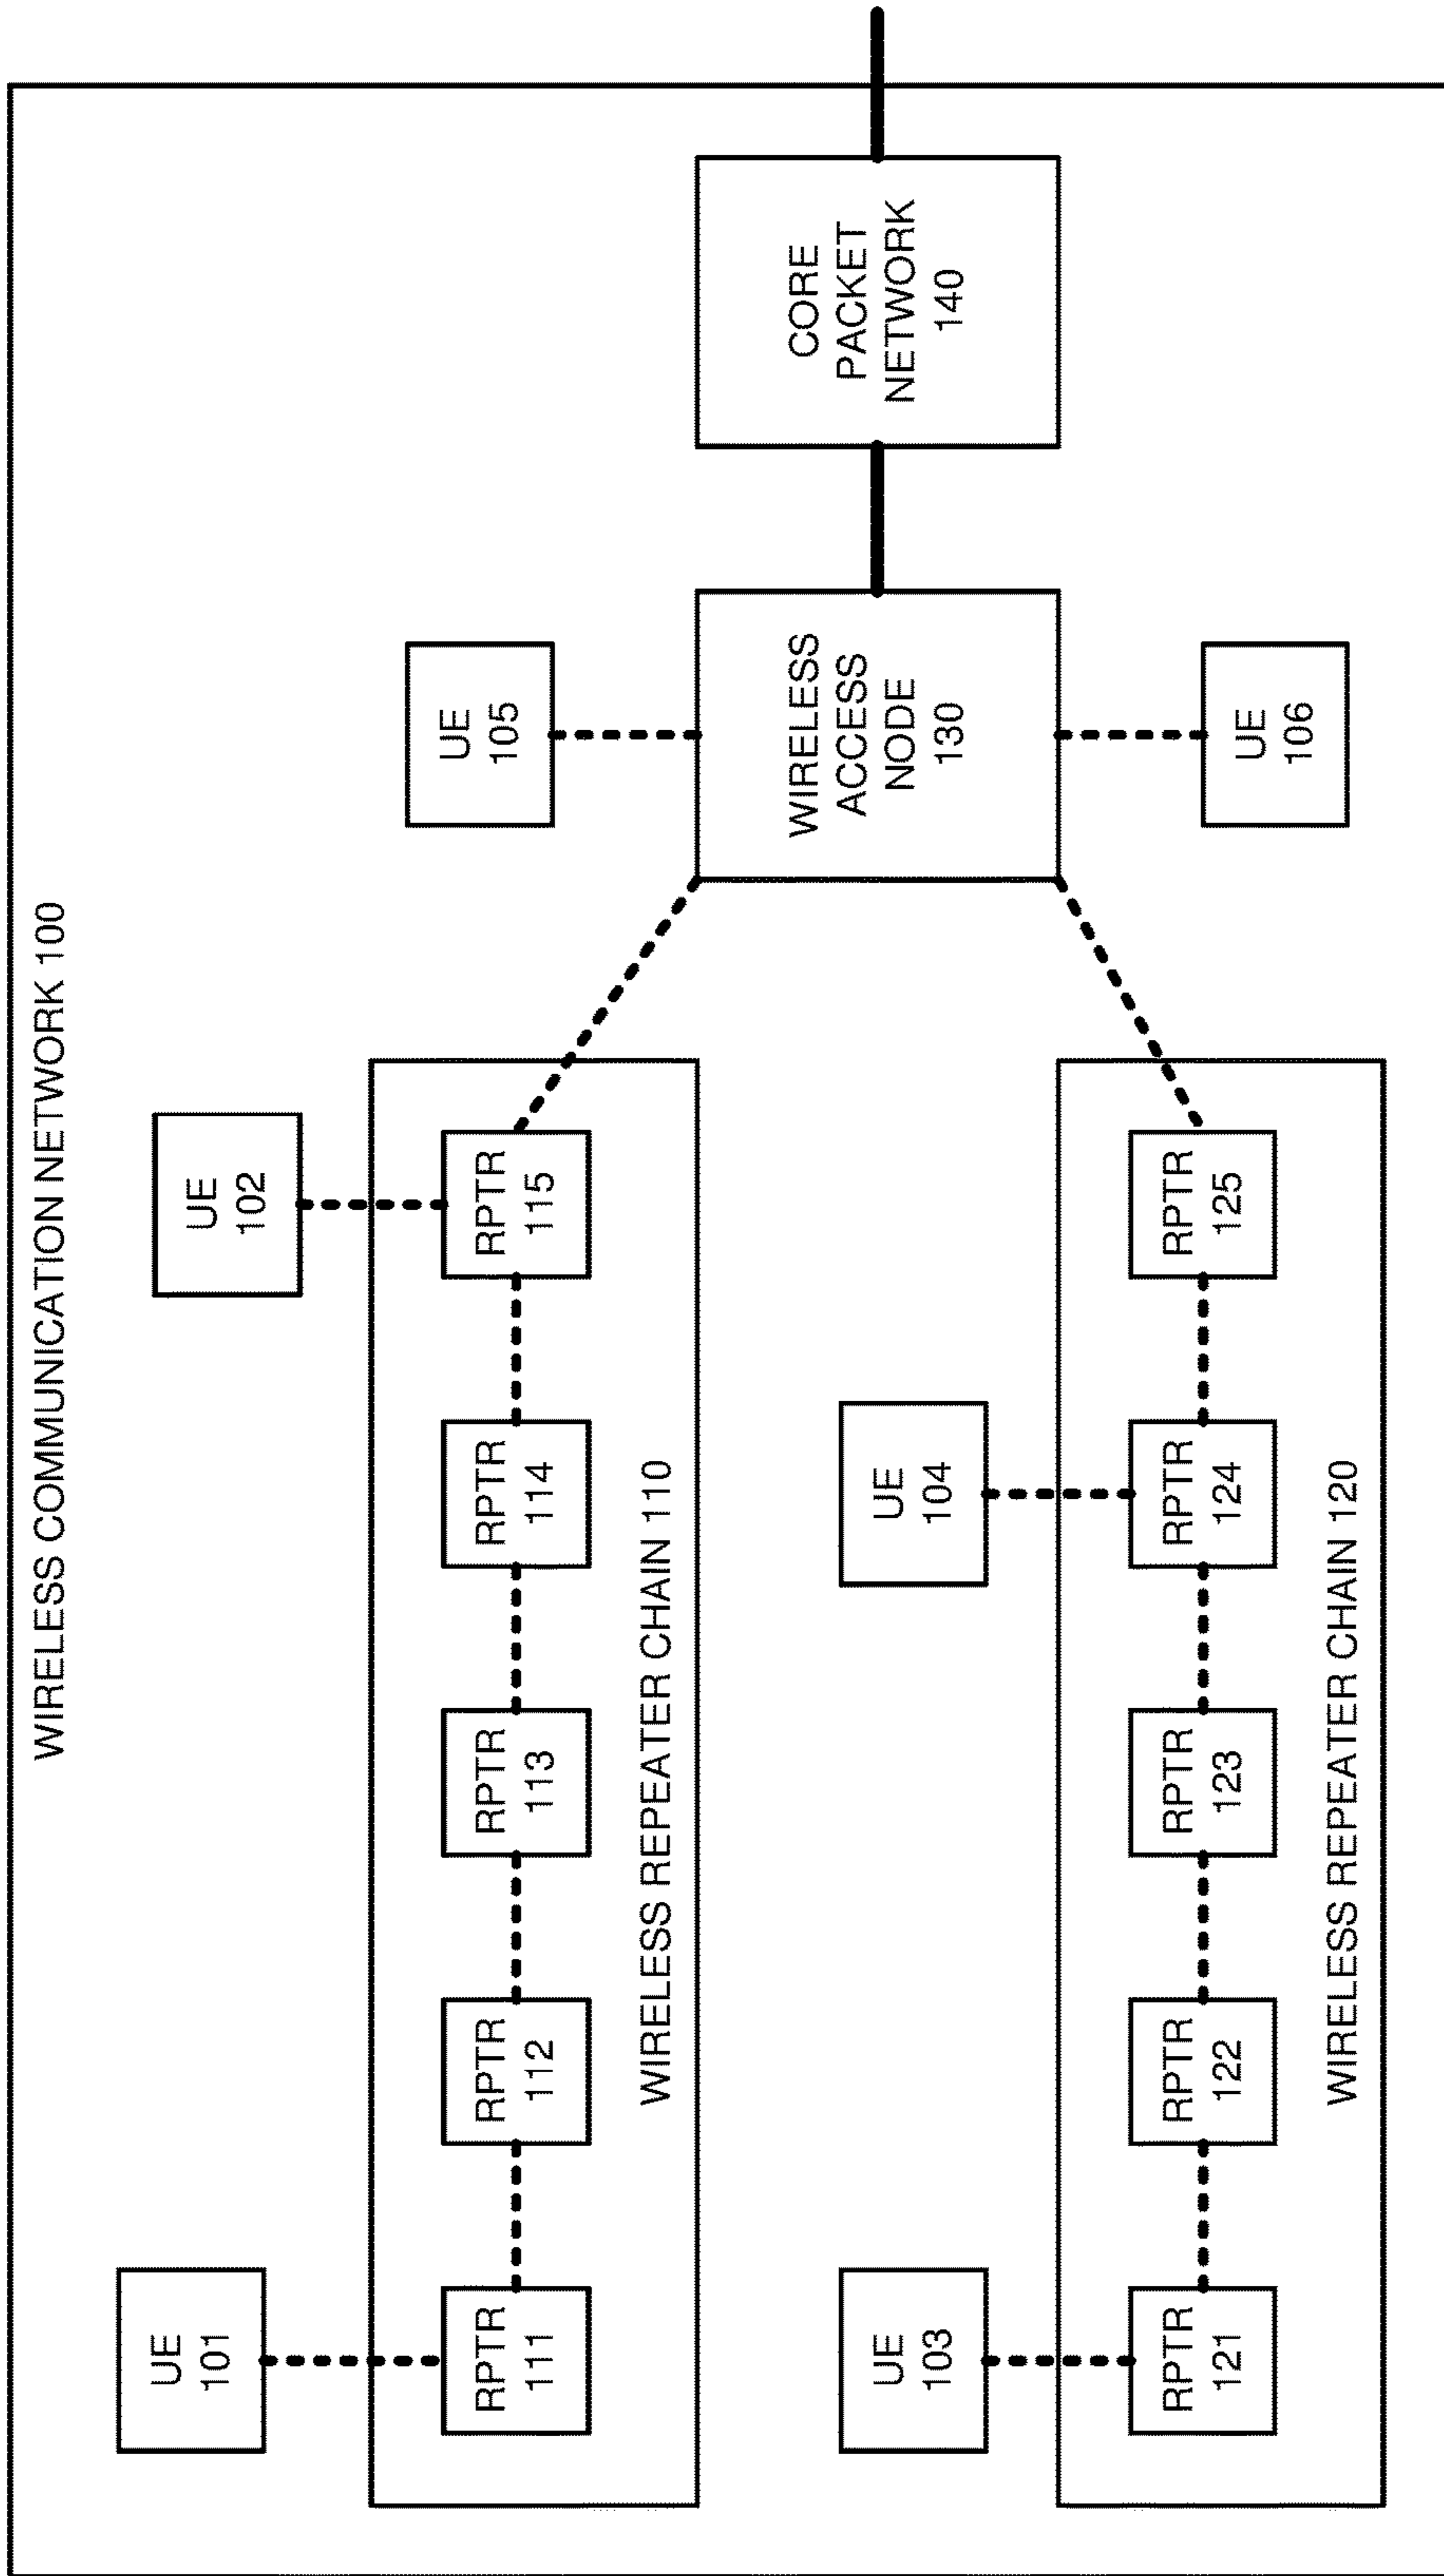 WIRELESS COMMUNICATION NETWORK 100
UE
101
UE
102
RPTR
111
RPTR
112
RPTR
113
RPTR
114
RPTR
115
WIRELESS REPEATER CHAIN 110
UE
105
WIRELESS
ACCESS
NODE
130
CORE
PACKET
NETWORK
140
UE
103
UE
104
RPTR
121
RPTR
122
RPTR
123
RPTR
124
RPTR
125
WIRELESS REPEATER CHAIN 120
UE
106